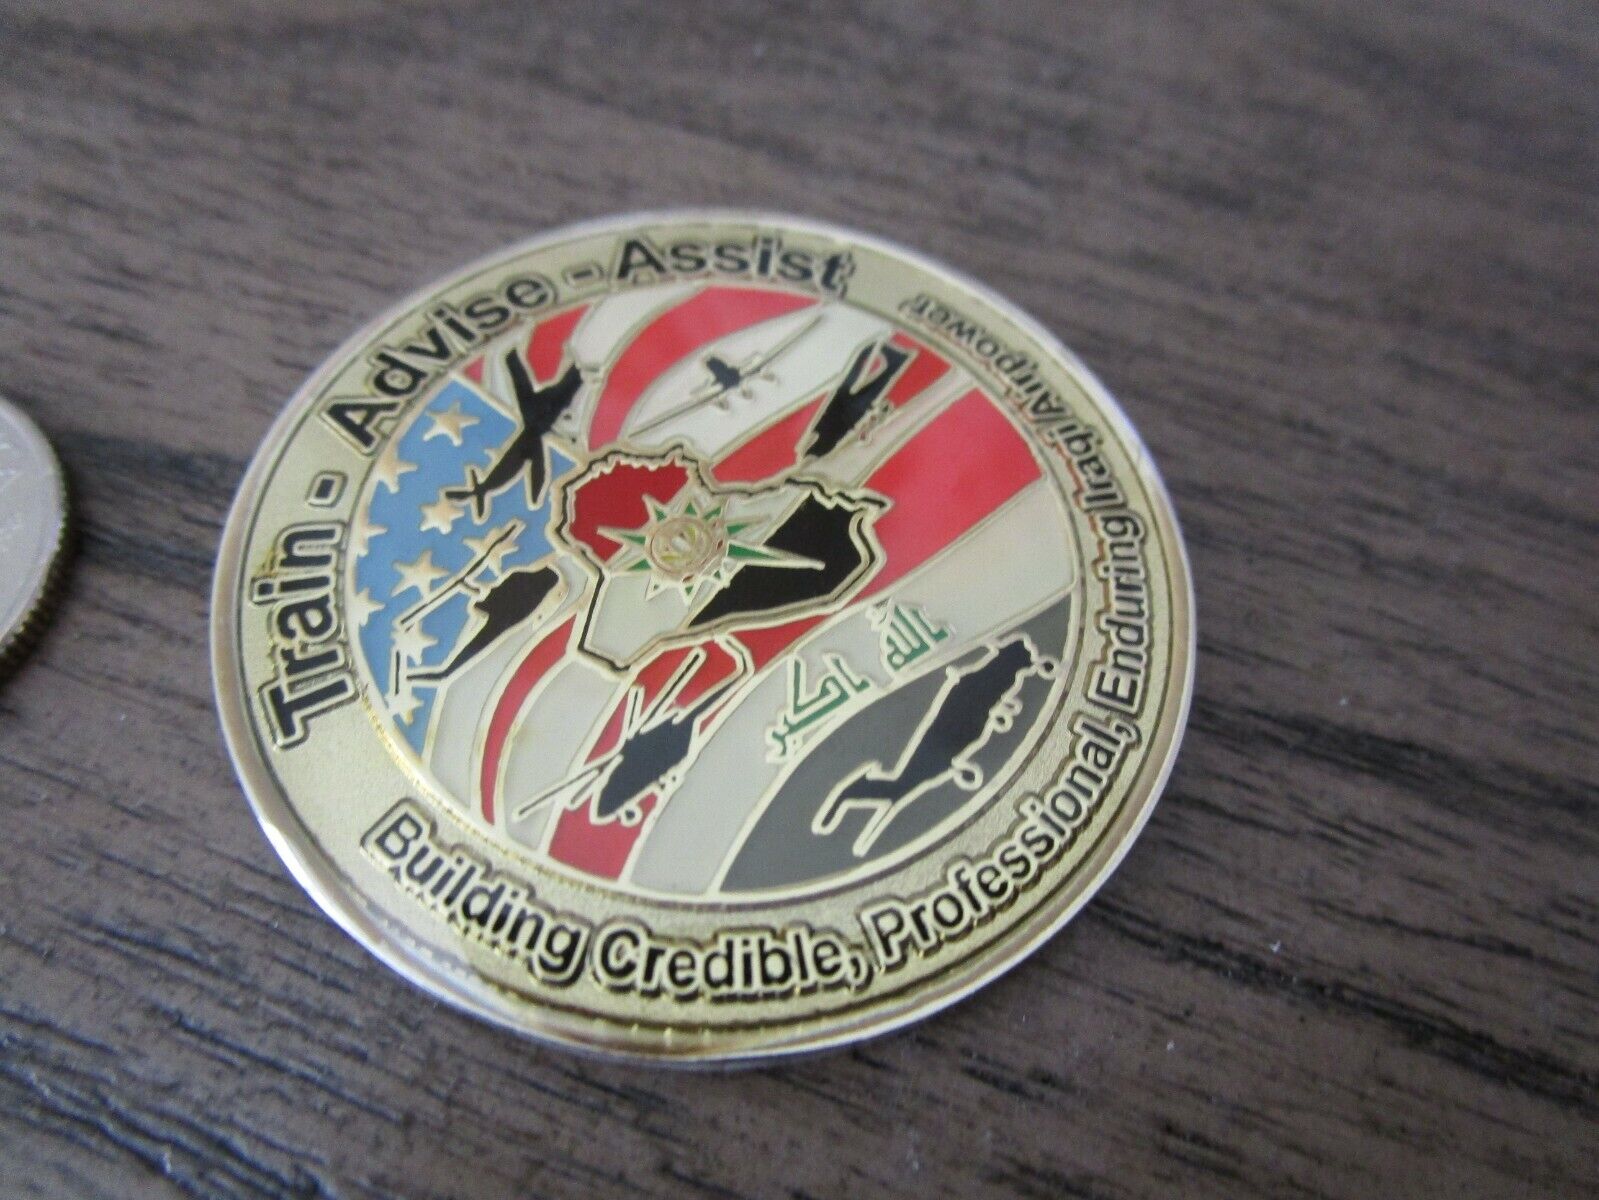 Train - Advise - Assist
الله اكبر
Building Credible, Professional, Enduring Iraqi Airpower